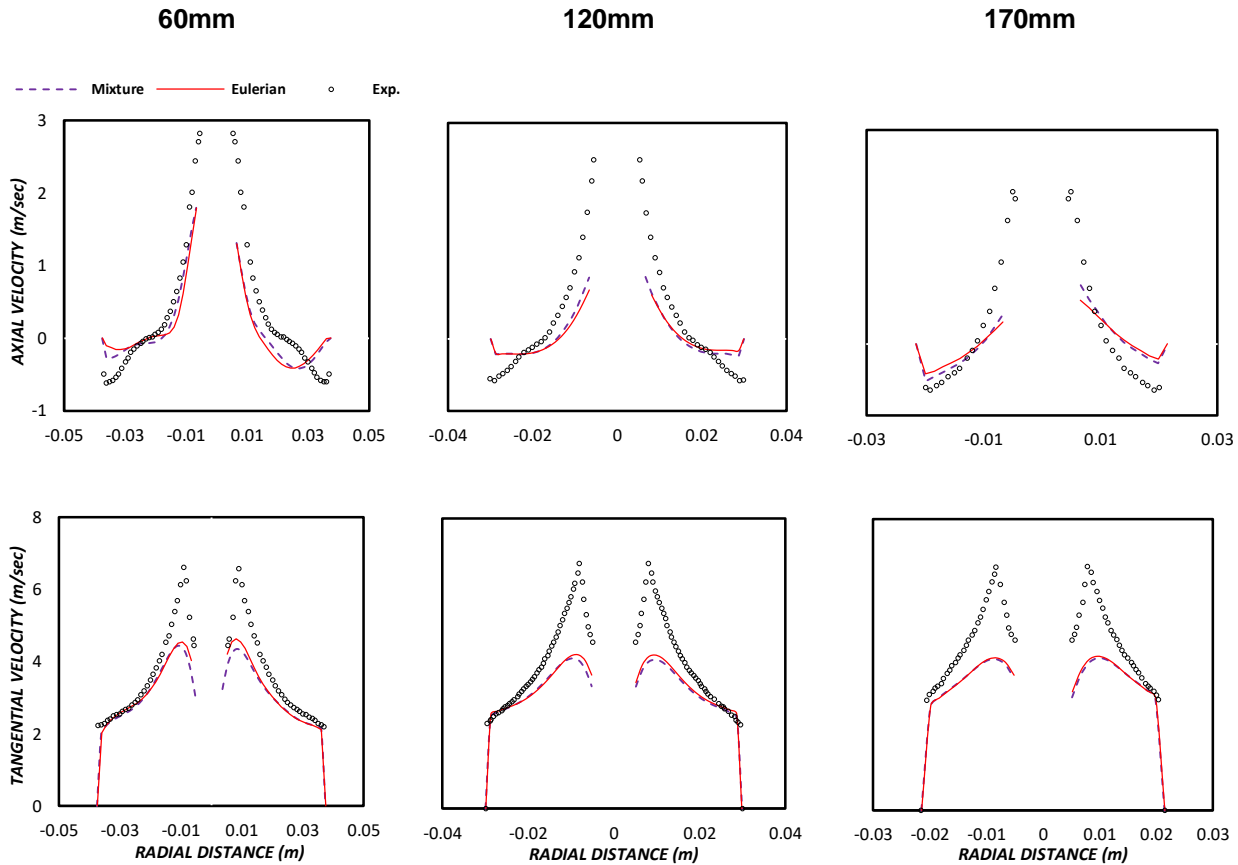 60mm 120mm 170mm
Mixture Eulerian Exp.
AXIAL VELOCITY (m/sec)
3
2
1
0
-1
-0.05 -0.03 -0.01 0.01 0.03 0.05
-0.04 -0.02 0 0.02 0.04
-0.03 -0.01 0.01 0.03
TANGENTIAL VELOCITY (m/sec)
8
6
4
2
0
-0.05 -0.03 -0.01 0.01 0.03 0.05
-0.04 -0.02 0 0.02 0.04
-0.03 -0.02 -0.01 0 0.01 0.02 0.03
RADIAL DISTANCE (m) RADIAL DISTANCE (m) RADIAL DISTANCE (m)